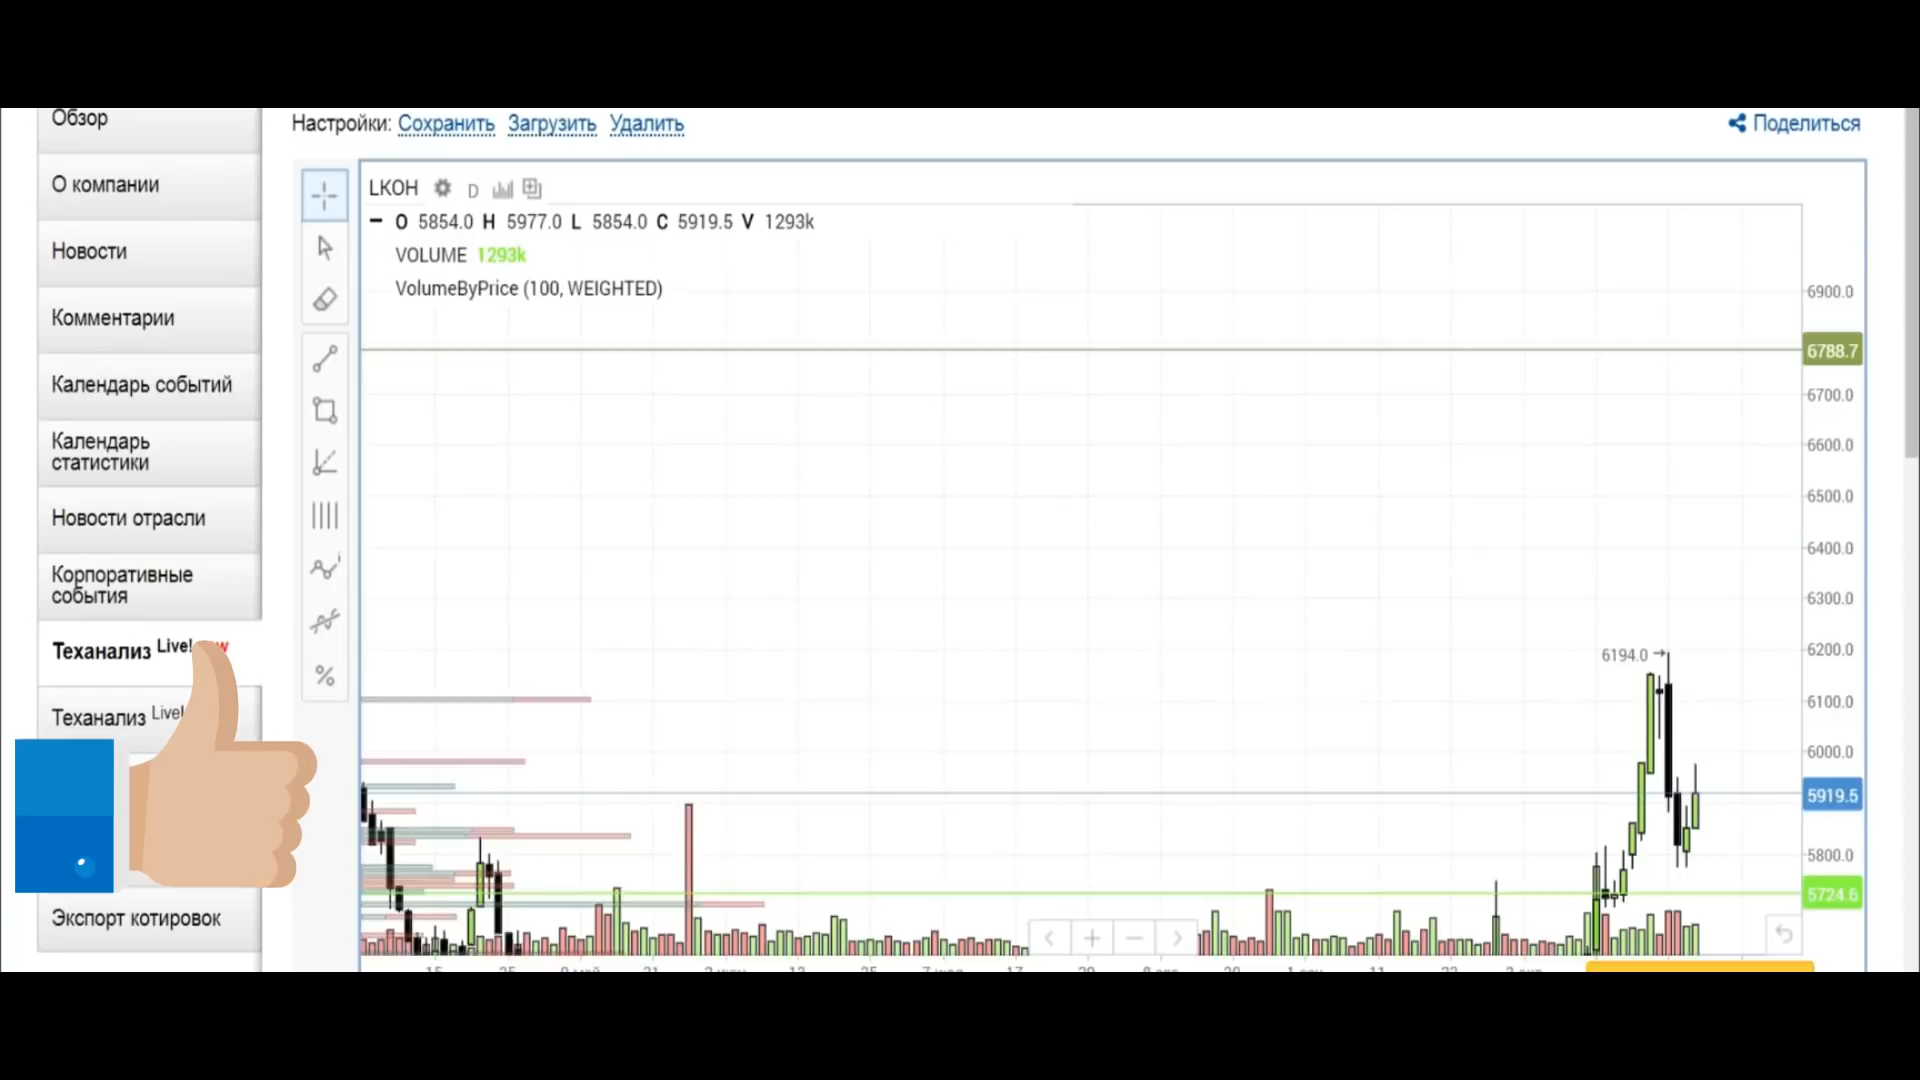 Обзор
О компании
Новости
Комментарии
Календарь событий
Календарь
статистики
Новости отрасли
Корпоративные
события
Теханализ Live!
Теханализ Live!
Экспорт котировок
Настройки: Сохранить Загрузить Удалить
Поделиться
LKOH D
O 5854.0 H 5977.0 L 5854.0 C 5919.5 V 1293k
VOLUME 1293k
VolumeByPrice (100, WEIGHTED)
6900.0
6788.7
6700.0
6600.0
6500.0
6400.0
6300.0
6194.0
6200.0
6100.0
6000.0
5919.5
5800.0
5724.6